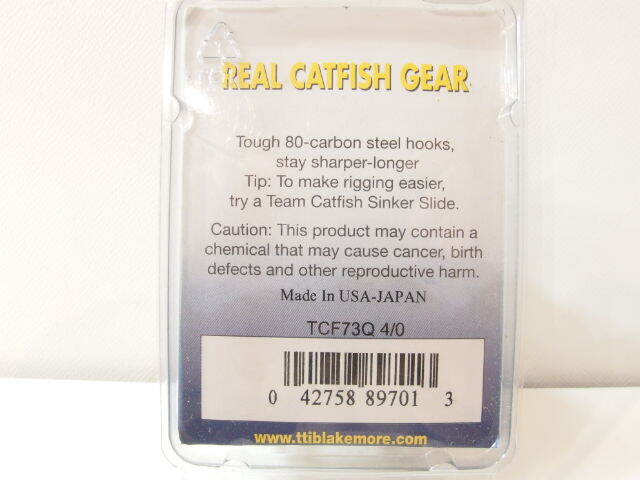 REAL CATFISH GEAR
Tough 80-carbon steel hooks,
stay sharper-longer
Tip: To make rigging easier,
try a Team Catfish Sinker Slide.
Caution: This product may contain a
chemical that may cause cancer, birth
defects and other reproductive harm.
Made In USA-JAPAN
TCF73Q 4/0
0 42758 89701 3
www.ttiblakemore.com